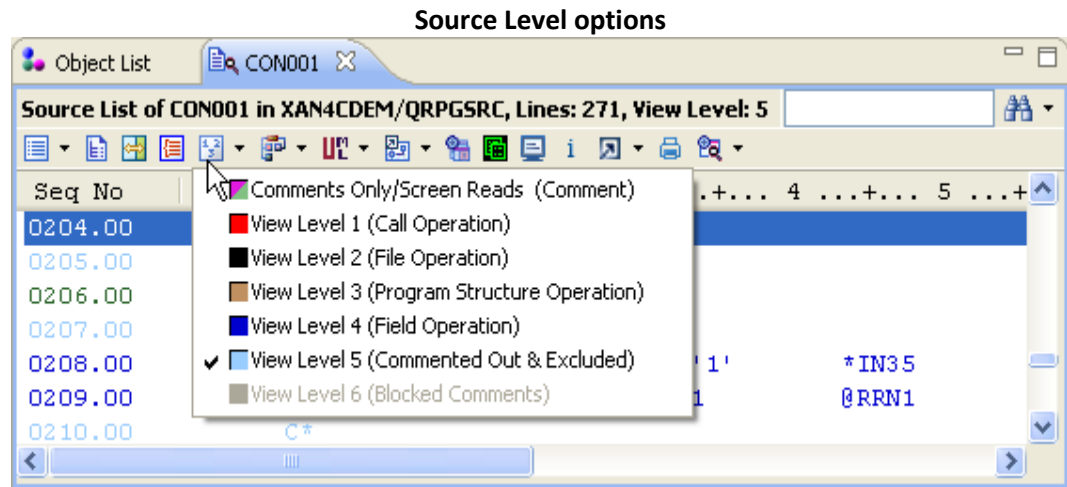 Source Level options
Object List CON001
Source List of CON001 in XAN4CDEM/QRPGSRC, Lines: 271, View Level: 5
Seq No .+... 4 ...+... 5 ...+
Comments Only/Screen Reads (Comment)
0204.00 View Level 1 (Call Operation)
0205.00 View Level 2 (File Operation)
0206.00 View Level 3 (Program Structure Operation)
0207.00 View Level 4 (Field Operation)
0208.00 View Level 5 (Commented Out & Excluded) '1' *IN35
0209.00 View Level 6 (Blocked Comments) 1 @RRN1
0210.00 C*